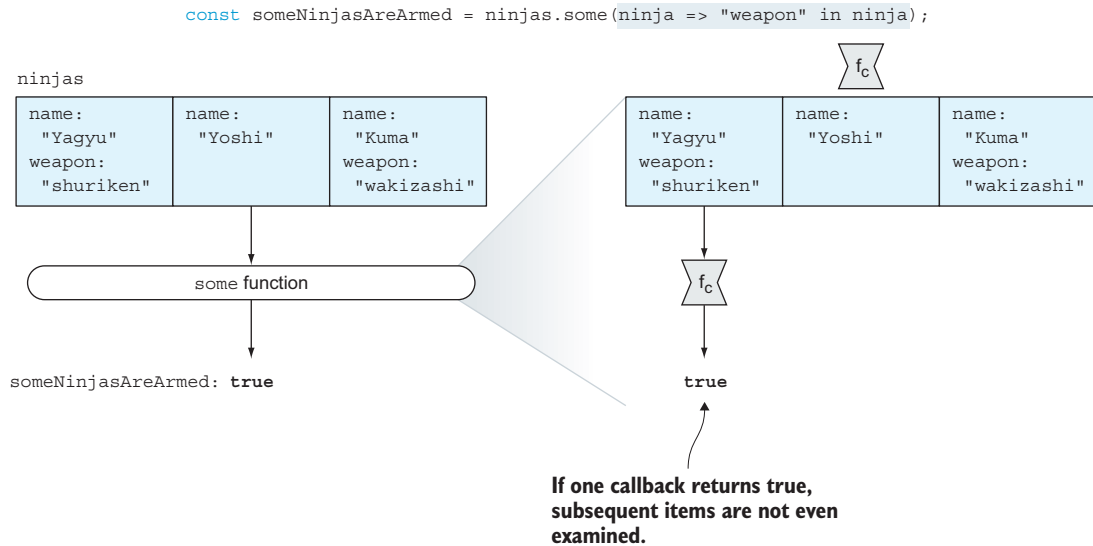 const someNinjasAreArmed = ninjas.some(ninja => "weapon" in ninja);
fc
ninjas
name:
"Yagyu"
weapon:
"shuriken"
name:
"Yoshi"
name:
"Kuma"
weapon:
"wakizashi"
some function
someNinjasAreArmed: true
name:
"Yagyu"
weapon:
"shuriken"
name:
"Yoshi"
name:
"Kuma"
weapon:
"wakizashi"
fc
true
If one callback returns true,
subsequent items are not even
examined.